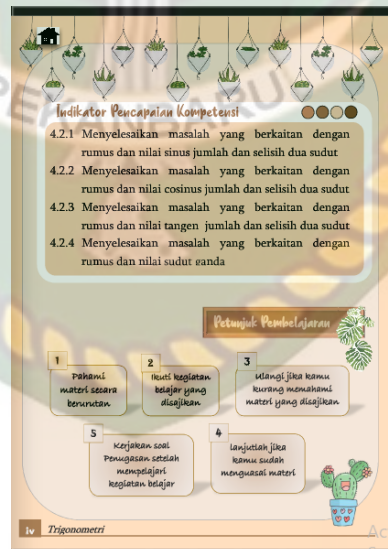 Indikator Pencapaian Kompetensi
4.2.1 Menyelesaikan masalah yang berkaitan dengan
rumus dan nilai sinus jumlah dan selisih dua sudut
4.2.2 Menyelesaikan masalah yang berkaitan dengan
rumus dan nilai cosinus jumlah dan selisih dua sudut
4.2.3 Menyelesaikan masalah yang berkaitan dengan
rumus dan nilai tangen jumlah dan selisih dua sudut
4.2.4 Menyelesaikan masalah yang berkaitan dengan
rumus dan nilai sudut ganda
Petunjuk Pembelajaran
1
Pahami
materi secara
berurutan
2
Ikuti kegiatan
belajar yang
disajikan
3
Ulangi jika kamu
kurang memahami
materi yang disajikan
4
lanjutlah jika
kamu sudah
menguasai materi
5
Kerjakan soal
Penugasan setelah
mempelajari
kegiatan belajar
iv Trigonometri